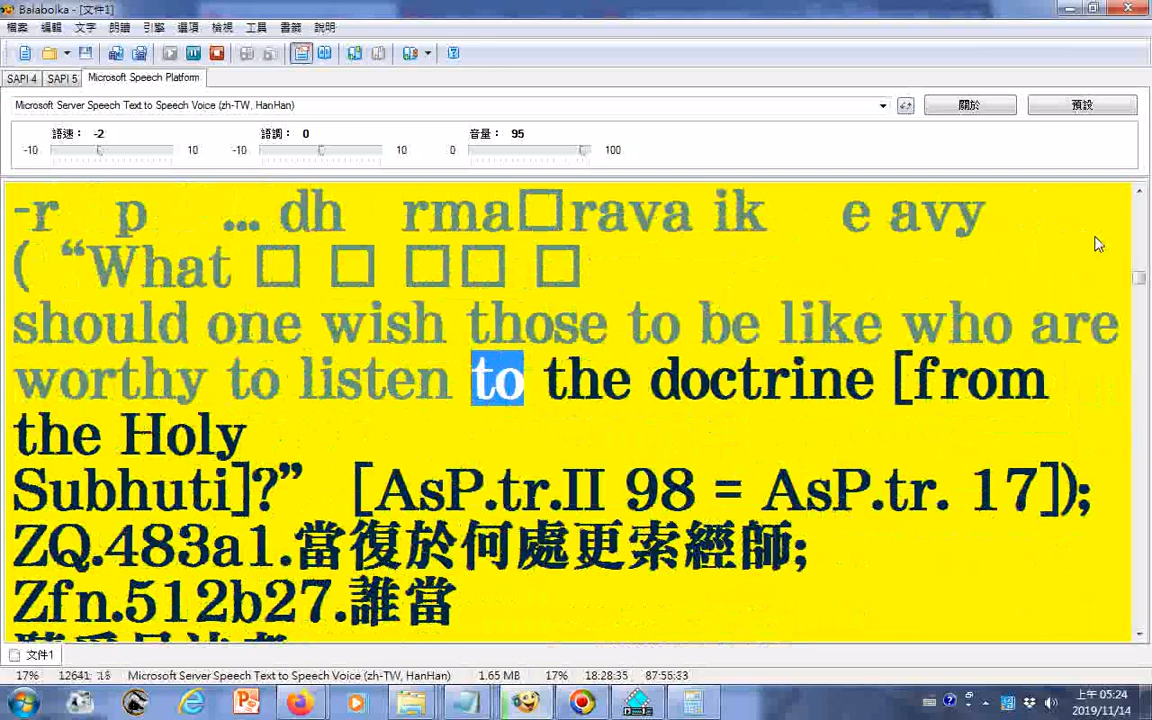 Balabolka - [文件1]
檔案 編輯 文字 朗讀 引擎 選項 檢視 工具 書籤 說明
SAPI 4 SAPI 5 Microsoft Speech Platform
Microsoft Server Speech Text to Speech Voice (zh-TW, HanHan) 關於 預設
語速： -2 語調： 0 音量： 95
-10 10 -10 10 0 100
-r p ... dh rma□rava ik e avy
( “What □ □ □□ □
should one wish those to be like who are
worthy to listen to the doctrine [from
the Holy
Subhuti]?” [AsP.tr.II 98 = AsP.tr. 17]);
ZQ.483a1.當復於何處更索經師;
Zfn.512b27.誰當
文件1
17% Microsoft Server Speech Text to Speech Voice (zh-TW, HanHan) 1.65 MB 17% 18:28:35 87:55:33
上午 05:24
2019/11/14